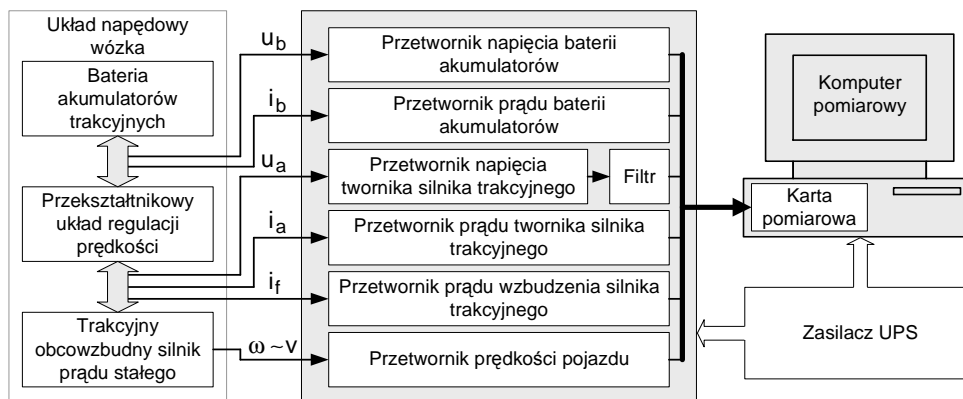 Układ napędowy
wózka
Bateria
akumulatorów
trakcyjnych
Przekształtnikowy
układ regulacji
prędkości
Trakcyjny
obcowzbudny silnik
prądu stałego
u_b
i_b
u_a
i_a
i_f
ω ~v
Przetwornik napięcia baterii
akumulatorów
Przetwornik prądu baterii
akumulatorów
Przetwornik napięcia
twornika silnika trakcyjnego
Filtr
Przetwornik prądu twornika silnika
trakcyjnego
Przetwornik prądu wzbudzenia silnika
trakcyjnego
Przetwornik prędkości pojazdu
Komputer
pomiarowy
Karta
pomiarowa
Zasilacz UPS